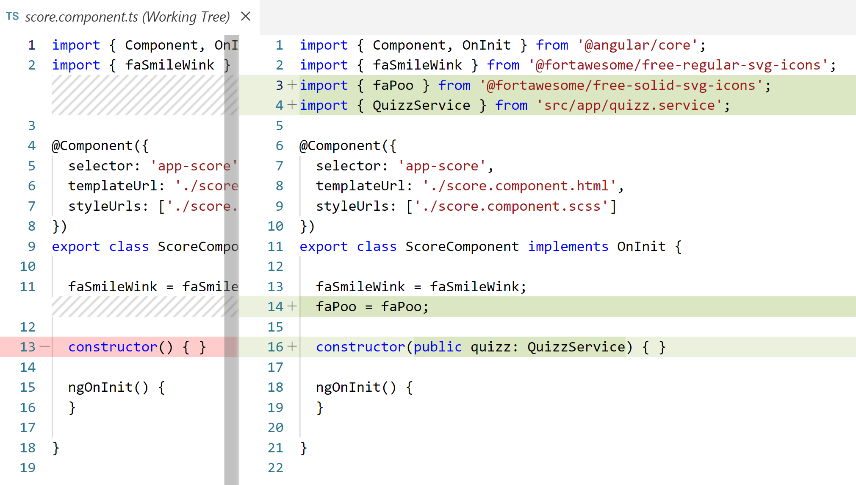 TS score.component.ts (Working Tree) ×
1 import { Component, OnI
2 import { faSmileWink }
3
4 @Component({
5 selector: 'app-score'
6 templateUrl: './score
7 styleUrls: ['./score.
8 })
9 export class ScoreCompo
10
11 faSmileWink = faSmile
12
13 − constructor() { }
14
15 ngOnInit() {
16 }
17
18 }
19
1 import { Component, OnInit } from '@angular/core';
2 import { faSmileWink } from '@fortawesome/free-regular-svg-icons';
3 + import { faPoo } from '@fortawesome/free-solid-svg-icons';
4 + import { QuizzService } from 'src/app/quizz.service';
5
6 @Component({
7 selector: 'app-score',
8 templateUrl: './score.component.html',
9 styleUrls: ['./score.component.scss']
10 })
11 export class ScoreComponent implements OnInit {
12
13 faSmileWink = faSmileWink;
14 + faPoo = faPoo;
15
16 + constructor(public quizz: QuizzService) { }
17
18 ngOnInit() {
19 }
20
21 }
22